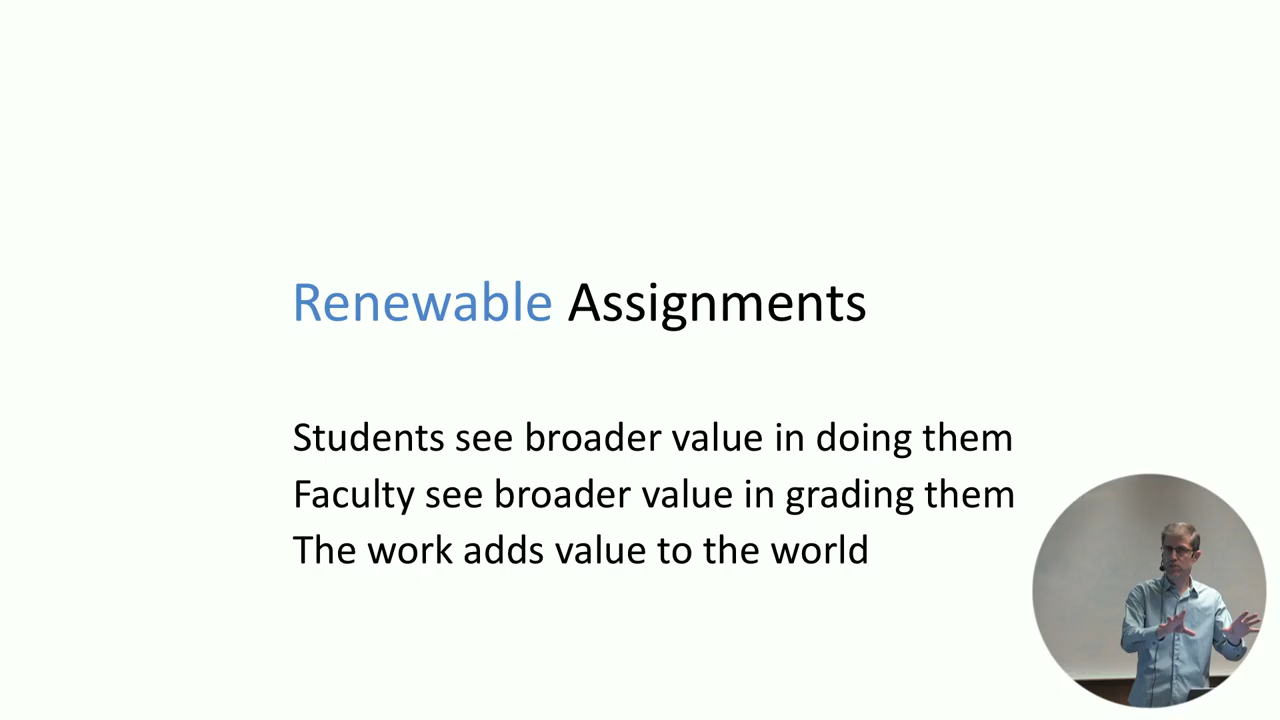 Renewable Assignments
Students see broader value in doing them
Faculty see broader value in grading them
The work adds value to the world